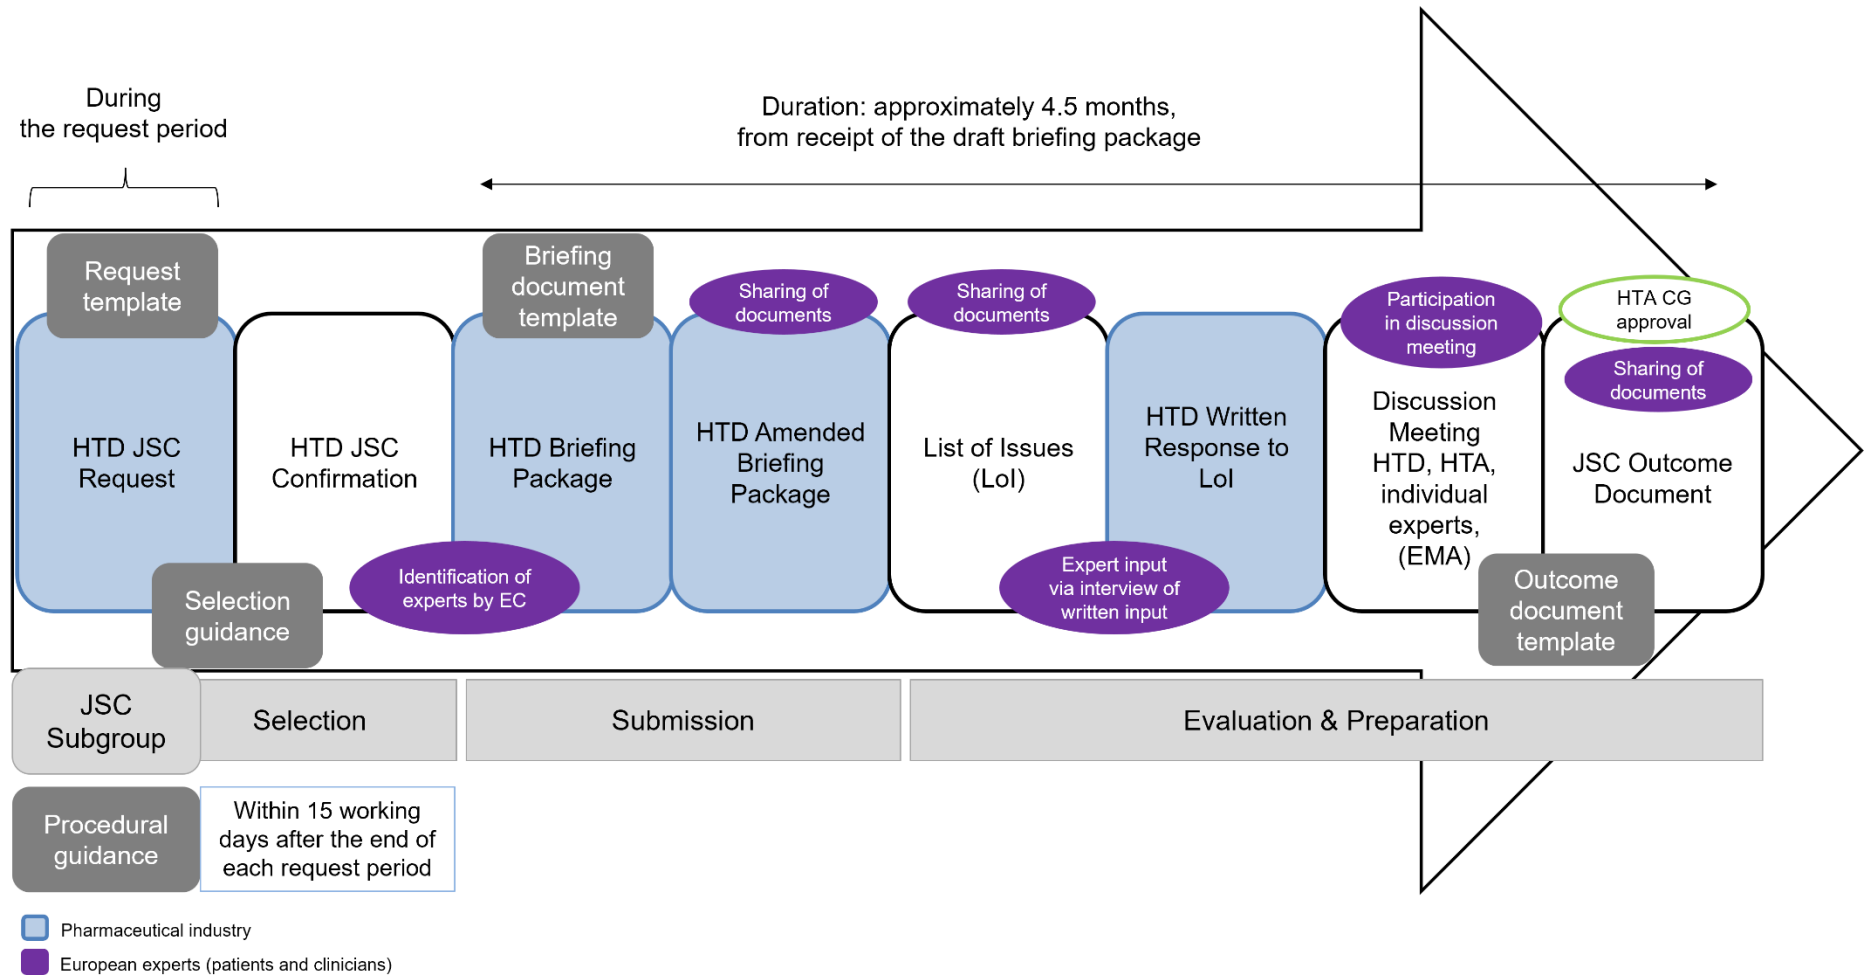 During
the request period
Duration: approximately 4.5 months,
from receipt of the draft briefing package
Request
template
Briefing
document
template
Sharing of
documents
Sharing of
documents
Participation
in discussion
meeting
HTA CG
approval
Sharing of
documents
HTD JSC
Request
HTD JSC
Confirmation
HTD Briefing
Package
HTD Amended
Briefing
Package
List of Issues
(LoI)
HTD Written
Response to
LoI
Discussion
Meeting
HTD, HTA,
individual
experts,
(EMA)
JSC Outcome
Document
Selection
guidance
Identification of
experts by EC
Expert input
via interview of
written input
Outcome
document
template
JSC
Subgroup
Selection
Submission
Evaluation & Preparation
Procedural
guidance
Within 15 working
days after the end of
each request period
Pharmaceutical industry
European experts (patients and clinicians)